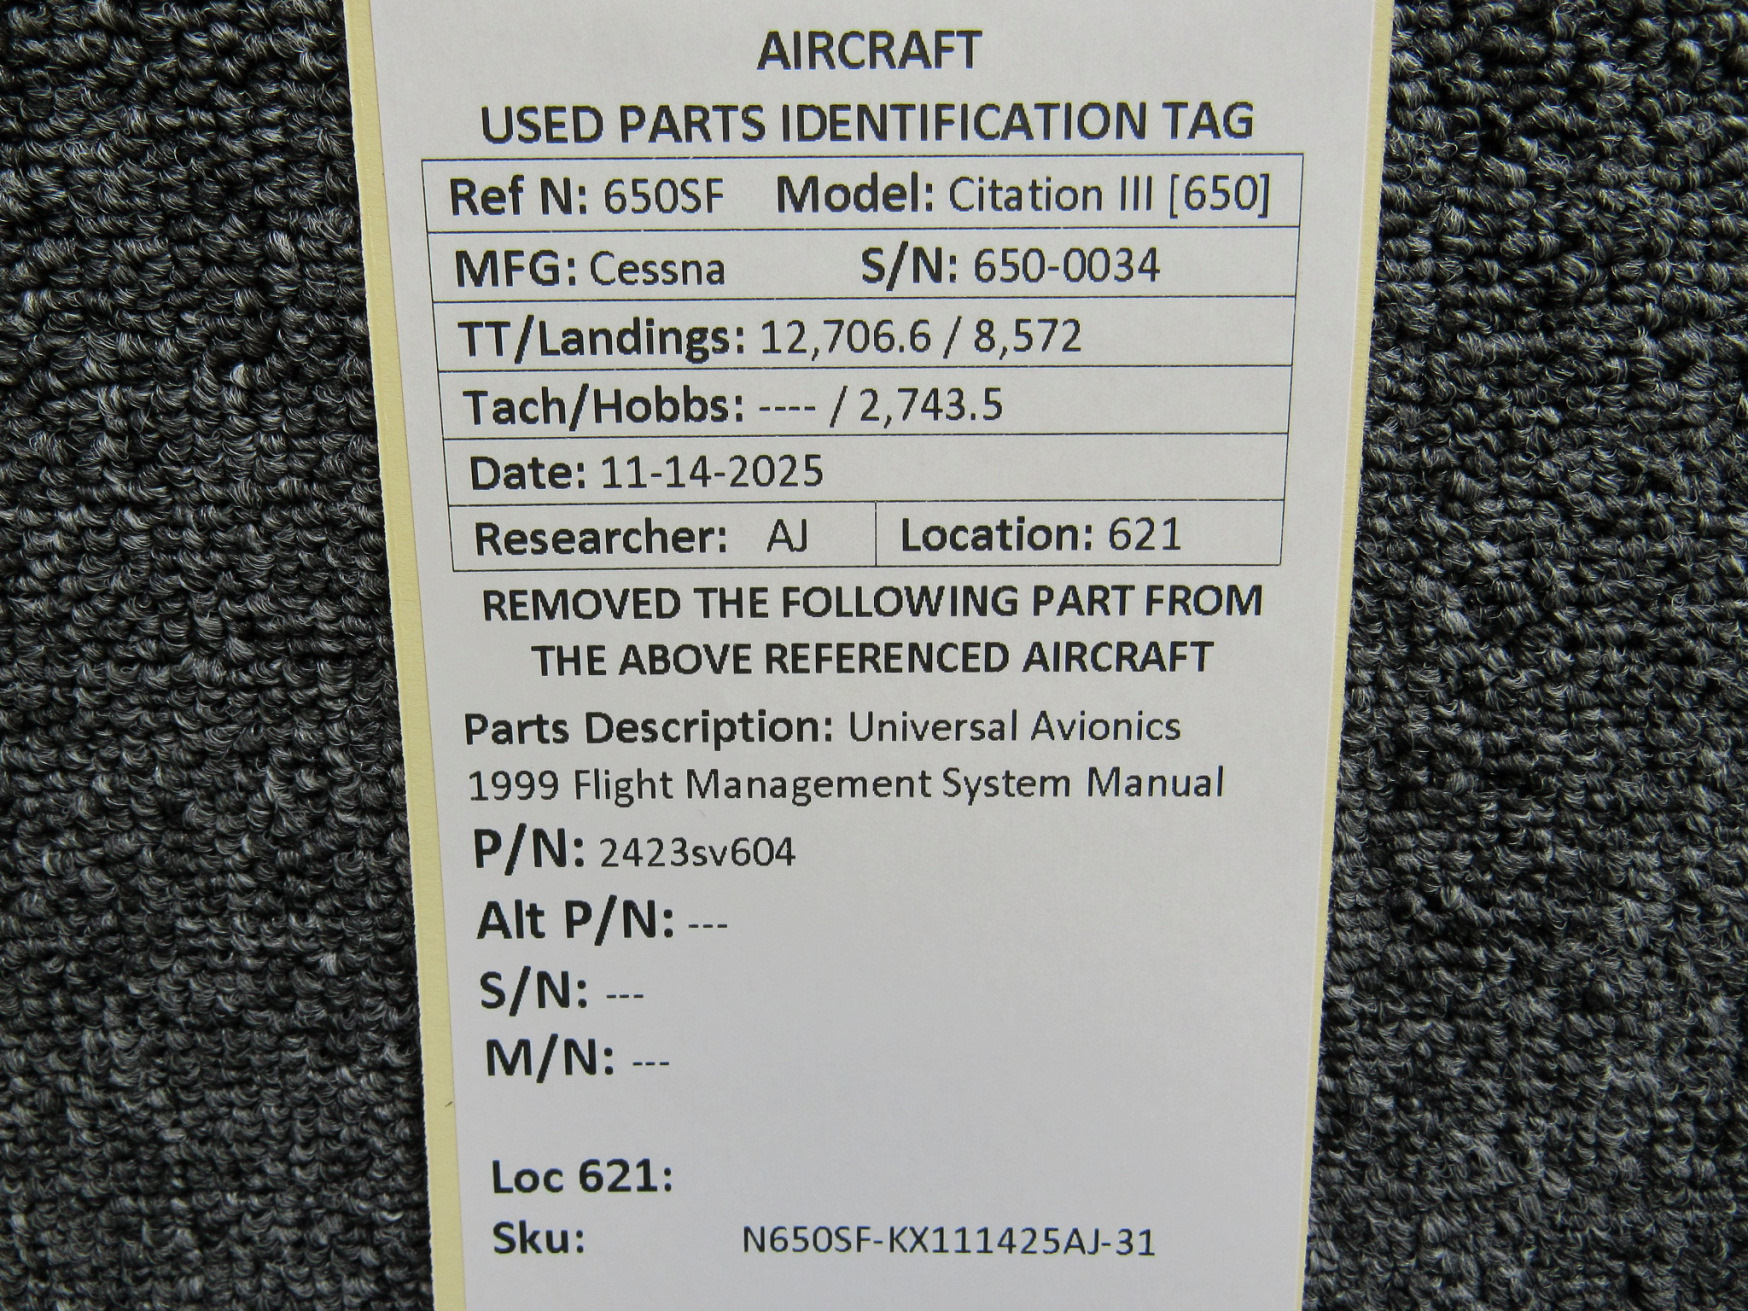 AIRCRAFT
USED PARTS IDENTIFICATION TAG
Ref N: 650SF Model: Citation III [650]
MFG: Cessna S/N: 650-0034
TT/Landings: 12,706.6 / 8,572
Tach/Hobbs: ---- / 2,743.5
Date: 11-14-2025
Researcher: AJ Location: 621
REMOVED THE FOLLOWING PART FROM
THE ABOVE REFERENCED AIRCRAFT
Parts Description: Universal Avionics
1999 Flight Management System Manual
P/N: 2423sv604
Alt P/N: ---
S/N: ---
M/N: ---
Loc 621:
Sku: N650SF-KX111425AJ-31